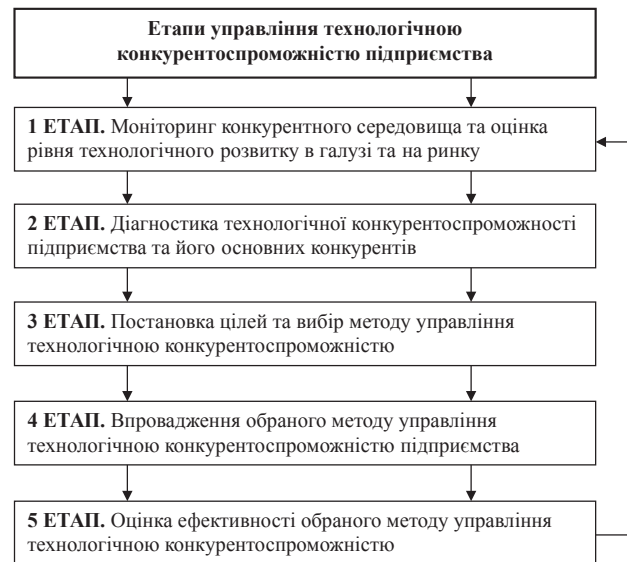 Етапи управління технологічною
конкурентоспроможністю підприємства
1 ЕТАП. Моніторинг конкурентного середовища та оцінка
рівня технологічного розвитку в галузі та на ринку
2 ЕТАП. Діагностика технологічної конкурентоспроможності
підприємства та його основних конкурентів
3 ЕТАП. Постановка цілей та вибір методу управління
технологічною конкурентоспроможністю
4 ЕТАП. Впровадження обраного методу управління
технологічною конкурентоспроможністю підприємства
5 ЕТАП. Оцінка ефективності обраного методу управління
технологічною конкурентоспроможністю